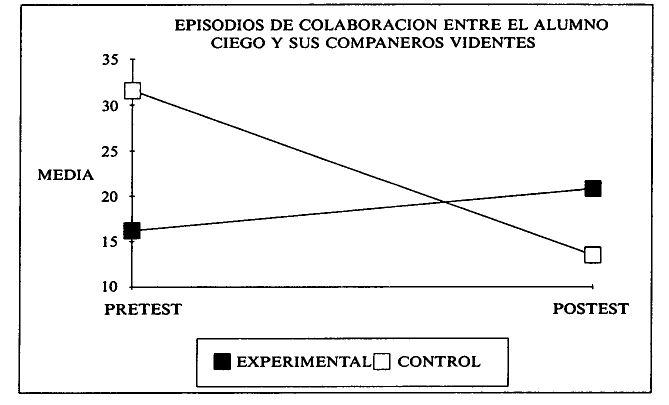 EPISODIOS DE COLABORACION ENTRE EL ALUMNO
CIEGO Y SUS COMPANEROS VIDENTES
35
30
25
MEDIA
20
15
10
PRETEST
POSTEST
EXPERIMENTAL
CONTROL